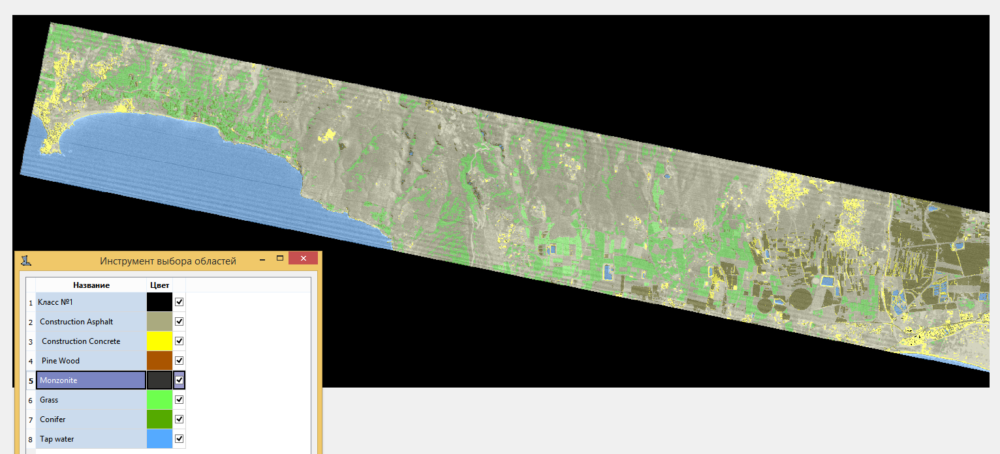 Инструмент выбора областей
Название Цвет
1 Класс №1
2 Construction Asphalt
3 Construction Concrete
4 Pine Wood
5 Monzonite
6 Grass
7 Conifer
8 Tap water